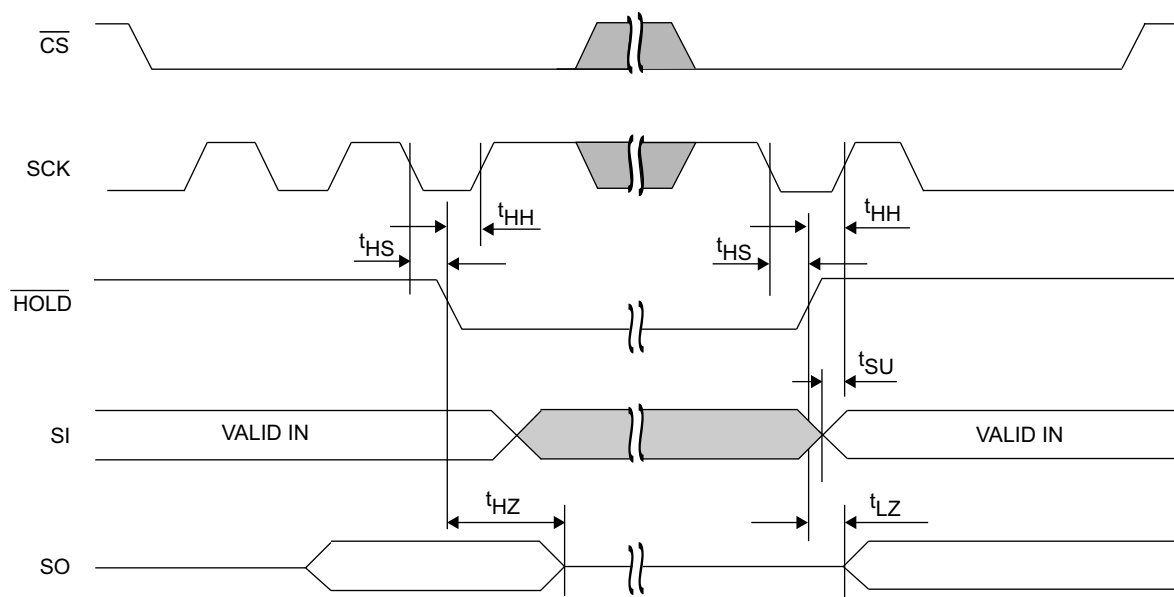 CS
SCK
tHH
tHH
tHS
tHS
HOLD
tSU
SI
VALID IN
VALID IN
tHZ
tLZ
SO